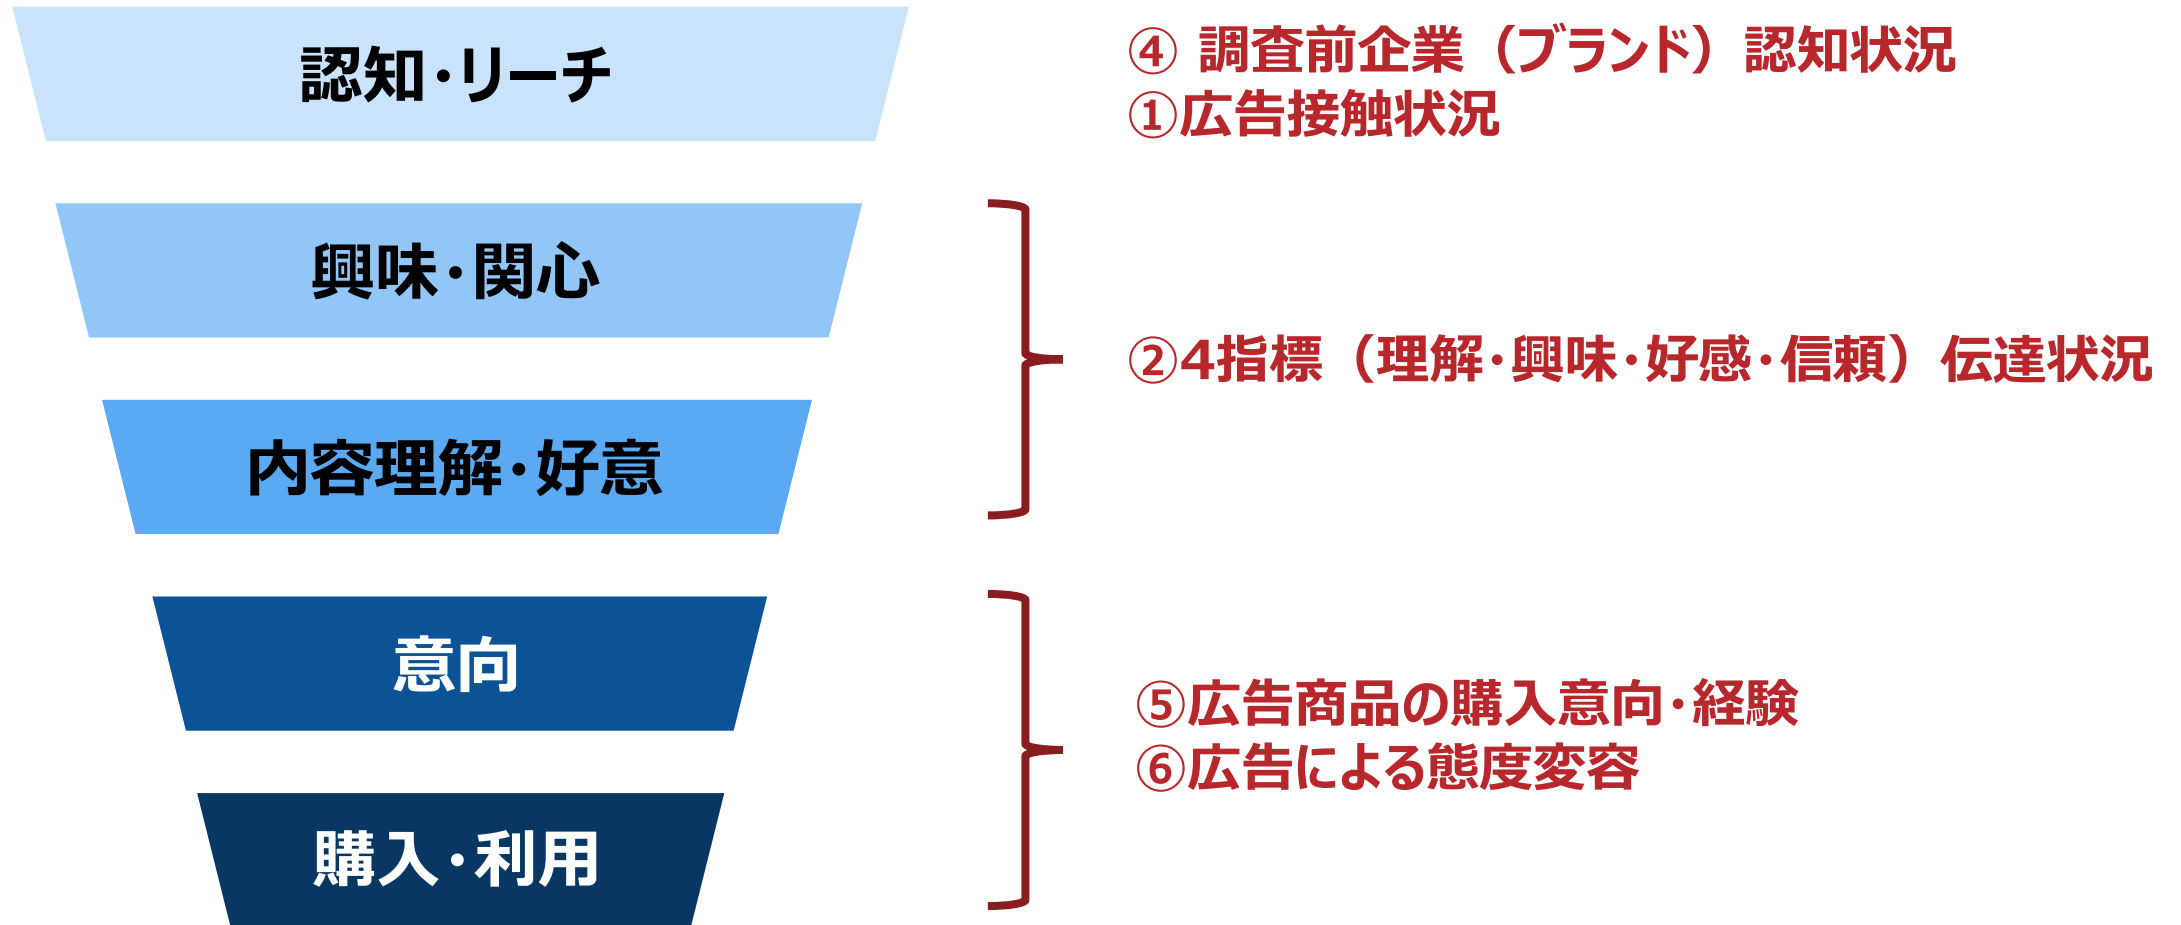 認知・リーチ
④ 調査前企業（ブランド）認知状況
①広告接触状況
興味・関心
内容理解・好意
②4指標（理解・興味・好感・信頼）伝達状況
意向
購入・利用
⑤広告商品の購入意向・経験
⑥広告による態度変容